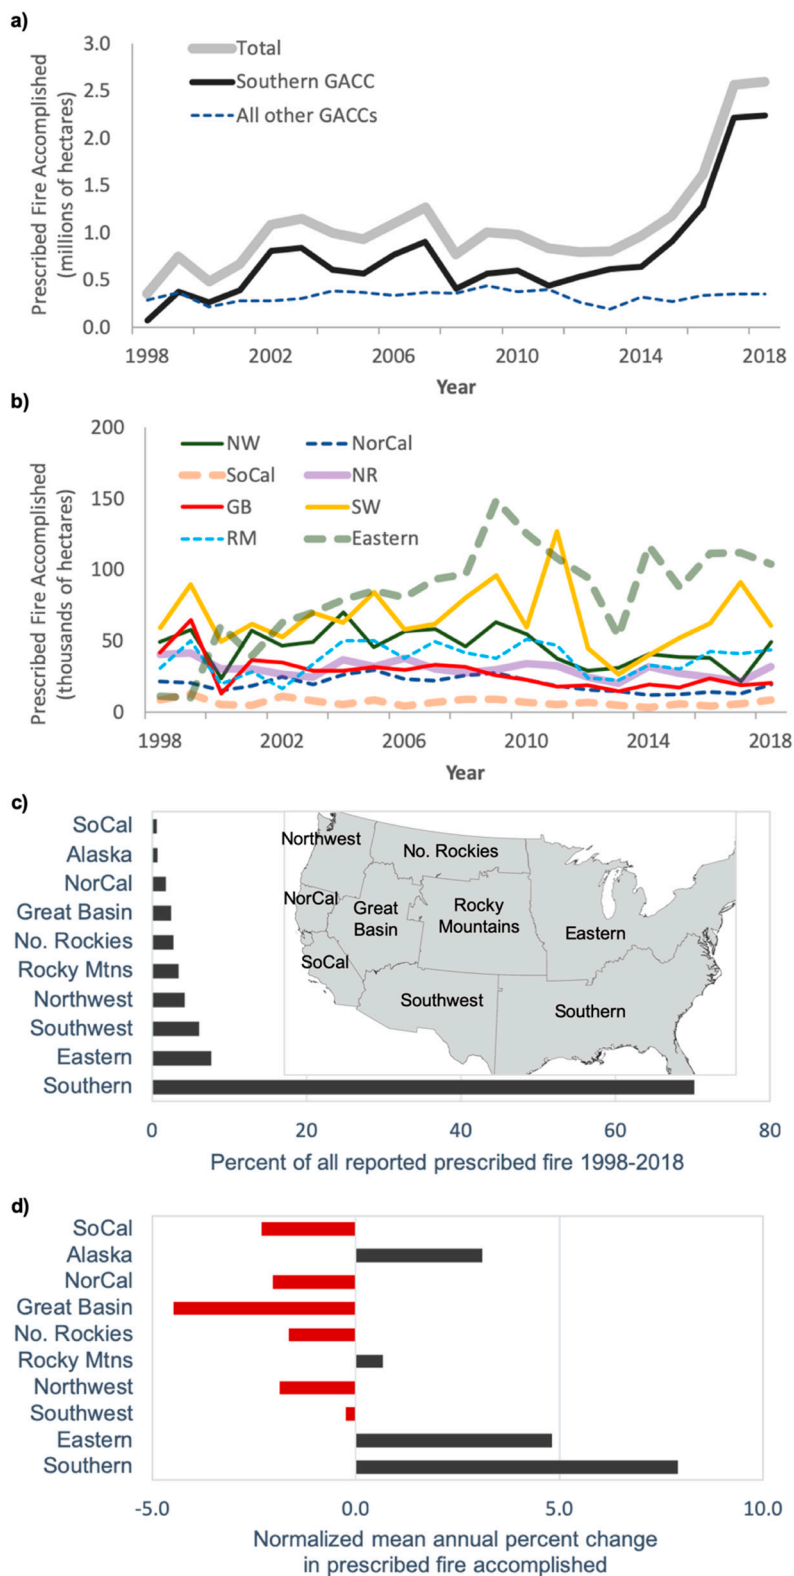 a)
Prescribed Fire Accomplished
(millions of hectares)
3.0
2.5
2.0
1.5
1.0
0.5
0.0
Total
Southern GACC
All other GACCs
1998 2002 2006 2010 2014 2018
Year
b)
Prescribed Fire Accomplished
(thousands of hectares)
200
150
100
50
0
NW NorCal
SoCal NR
GB SW
RM Eastern
1998 2002 2006 2010 2014 2018
Year
c)
SoCal
Alaska
NorCal
Great Basin
No. Rockies
Rocky Mtns
Northwest
Southwest
Eastern
Southern
Northwest
No. Rockies
NorCal
Great
Basin
Rocky
Mountains
Eastern
SoCal
Southwest
Southern
0 20 40 60 80
Percent of all reported prescribed fire 1998-2018
d)
SoCal
Alaska
NorCal
Great Basin
No. Rockies
Rocky Mtns
Northwest
Southwest
Eastern
Southern
-5.0 0.0 5.0 10.0
Normalized mean annual percent change
in prescribed fire accomplished